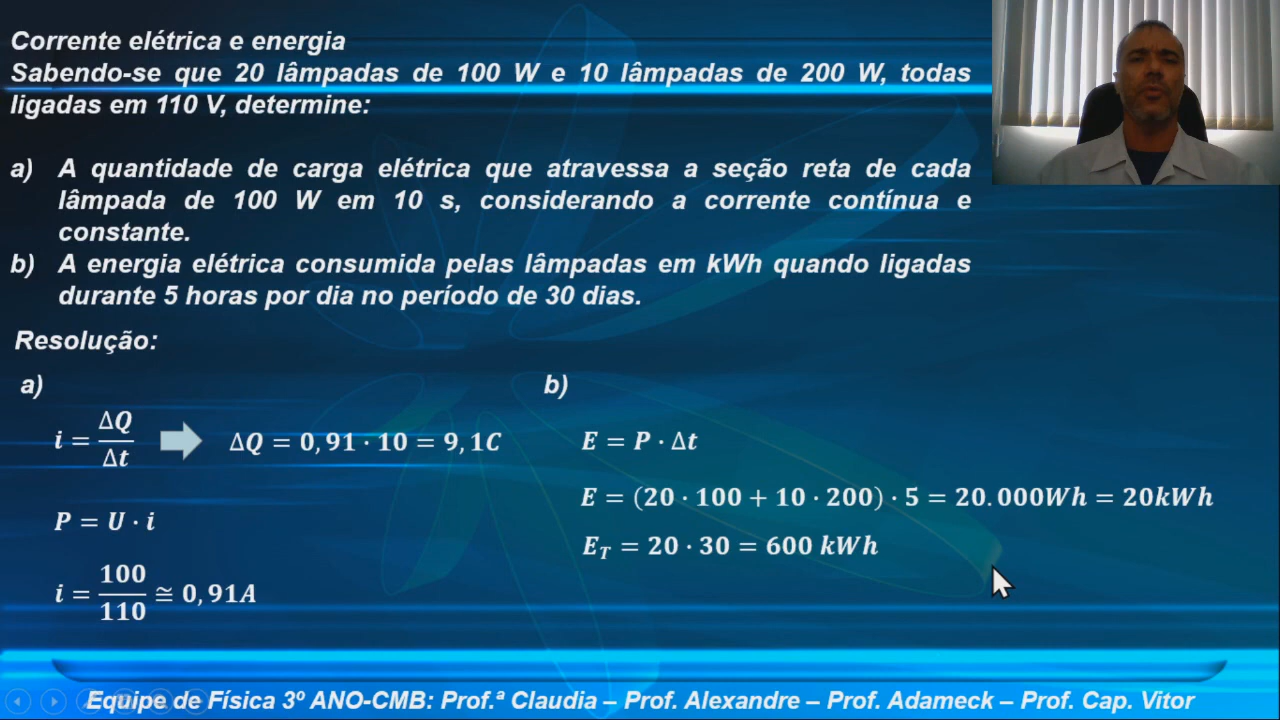 Corrente elétrica e energia
Sabendo-se que 20 lâmpadas de 100 W e 10 lâmpadas de 200 W, todas
ligadas em 110 V, determine:
a) A quantidade de carga elétrica que atravessa a seção reta de cada
lâmpada de 100 W em 10 s, considerando a corrente contínua e
constante.
b) A energia elétrica consumida pelas lâmpadas em kWh quando ligadas
durante 5 horas por dia no período de 30 dias.
Resolução:
a)
i = ΔQ/Δt ΔQ = 0,91 · 10 = 9,1C
P = U · i
i = 100/110 ≅ 0,91A
b)
E = P · Δt
E = (20 · 100 + 10 · 200) · 5 = 20.000Wh = 20kWh
E_T = 20 · 30 = 600 kWh
Equipe de Física 3º ANO-CMB: Prof.ª Claudia – Prof. Alexandre – Prof. Adameck – Prof. Cap. Vitor